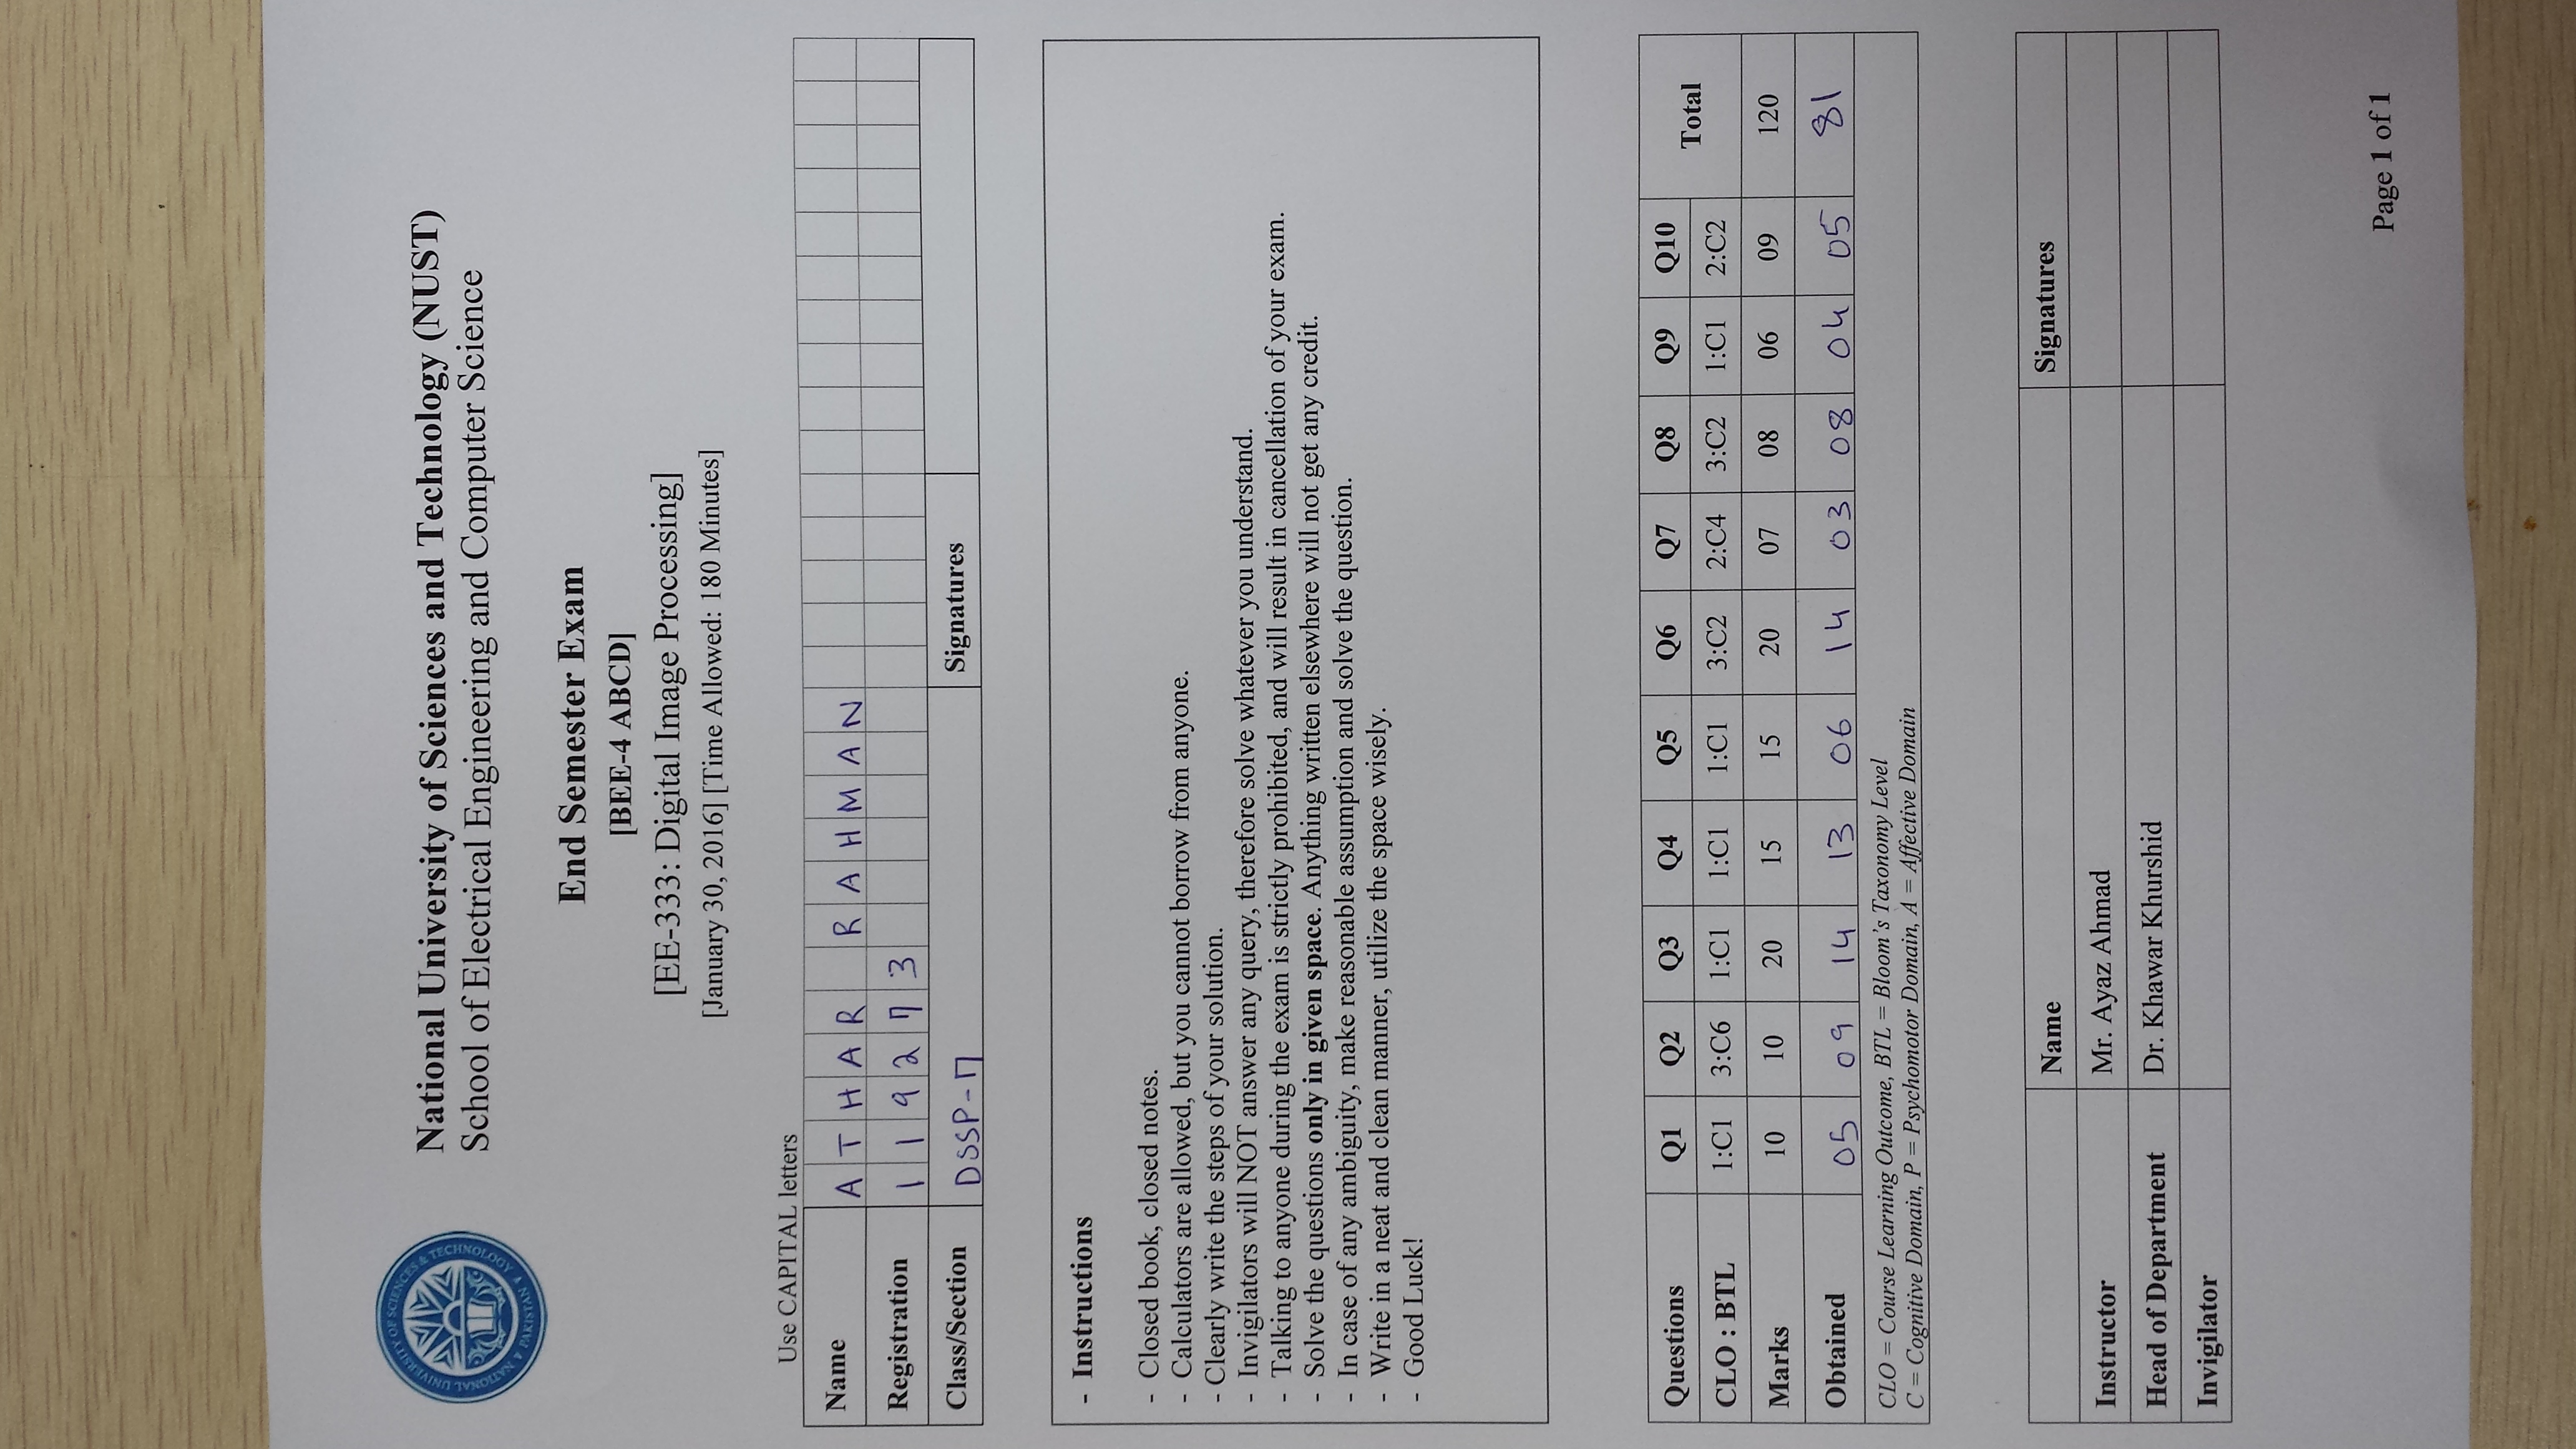 NATIONAL UNIVERSITY OF SCIENCES & TECHNOLOGY
PAKISTAN
National University of Sciences and Technology (NUST)
School of Electrical Engineering and Computer Science
End Semester Exam
[BEE-4 ABCD]
[EE-333: Digital Image Processing]
[January 30, 2016] [Time Allowed: 180 Minutes]
Use CAPITAL letters
Name ATHAR RAHMAN
Registration 119273
Class/Section DSSP-7 Signatures
- Instructions
- Closed book, closed notes.
- Calculators are allowed, but you cannot borrow from anyone.
- Clearly write the steps of your solution.
- Invigilators will NOT answer any query, therefore solve whatever you understand.
- Talking to anyone during the exam is strictly prohibited, and will result in cancellation of your exam.
- Solve the questions only in given space. Anything written elsewhere will not get any credit.
- In case of any ambiguity, make reasonable assumption and solve the question.
- Write in a neat and clean manner, utilize the space wisely.
- Good Luck!
Questions Q1 Q2 Q3 Q4 Q5 Q6 Q7 Q8 Q9 Q10 Total
CLO : BTL 1:C1 3:C6 1:C1 1:C1 1:C1 3:C2 2:C4 3:C2 1:C1 2:C2
Marks 10 10 20 15 15 20 07 08 06 09 120
Obtained 05 09 14 13 06 14 03 08 04 05 81
CLO = Course Learning Outcome, BTL = Bloom's Taxonomy Level
C = Cognitive Domain, P = Psychomotor Domain, A = Affective Domain
Name Signatures
Instructor Mr. Ayaz Ahmad
Head of Department Dr. Khawar Khurshid
Invigilator
Page 1 of 1